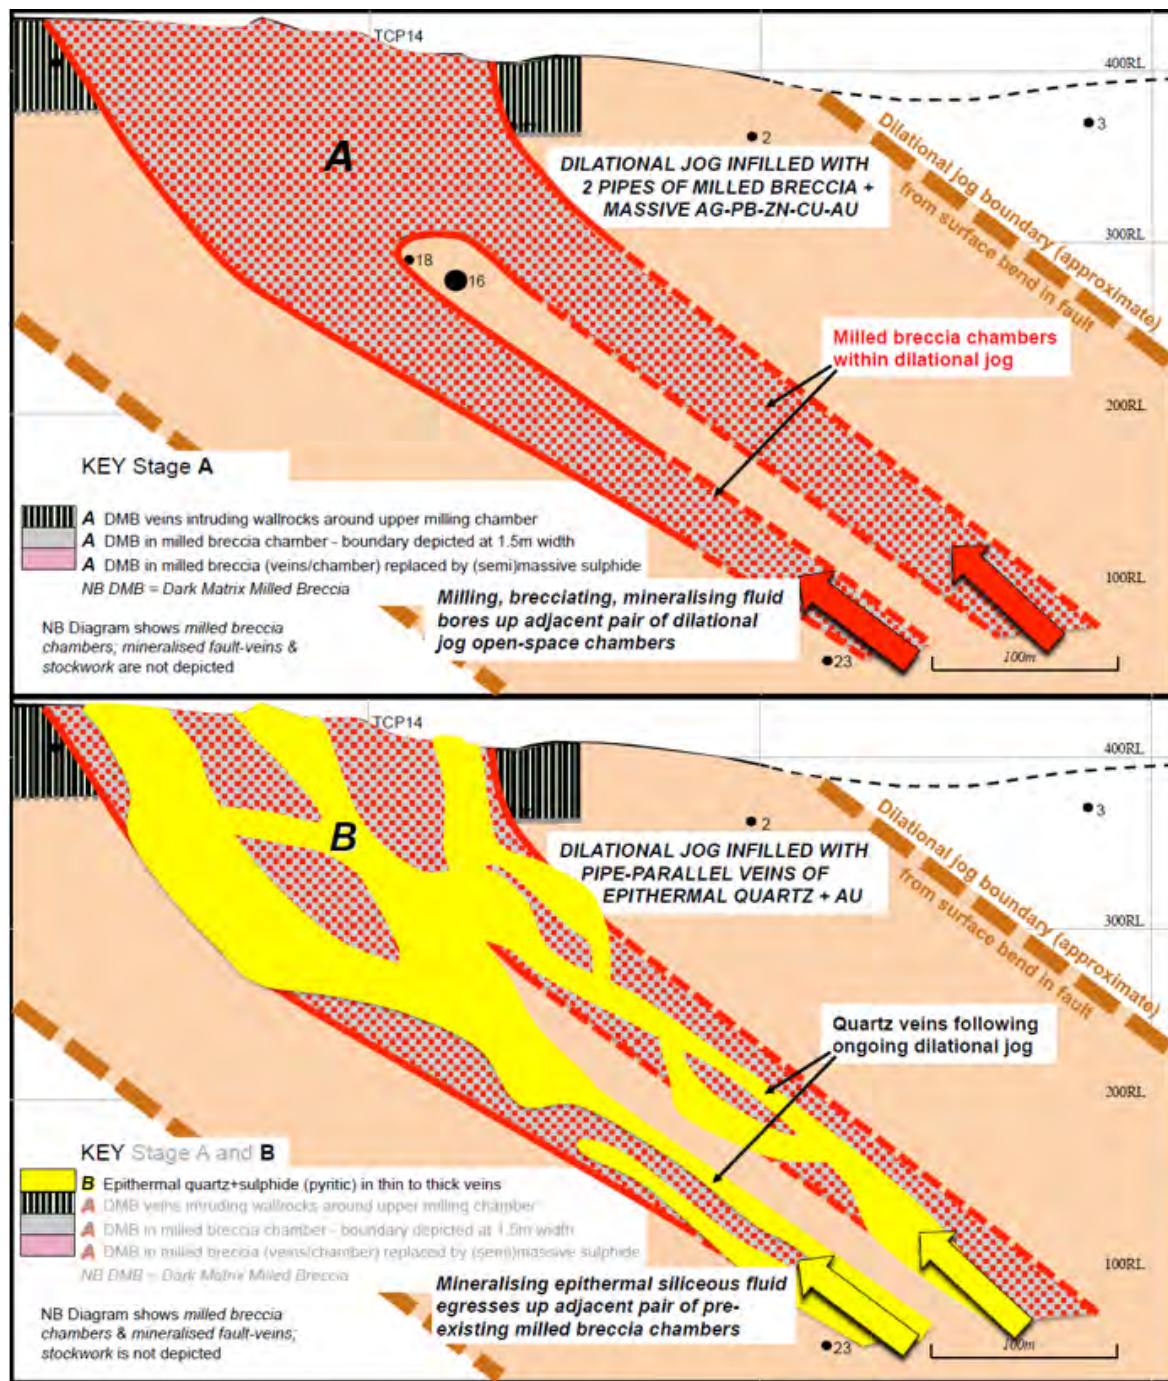 TCP14
400RL
A
2
3
DILATIONAL JOG INFILLED WITH
2 PIPES OF MILLED BRECCIA +
MASSIVE AG-PB-ZN-CU-AU
Dilational jog boundary (approximate)
from surface bend in fault
300RL
18
16
Milled breccia chambers
within dilational jog
200RL
KEY Stage A
A DMB veins intruding wallrocks around upper milling chamber
A DMB in milled breccia chamber - boundary depicted at 1.5m width
A DMB in milled breccia (veins/chamber) replaced by (semi)massive sulphide
NB DMB = Dark Matrix Milled Breccia
100RL
Milling, brecciating, mineralising fluid
bores up adjacent pair of dilational
jog open-space chambers
NB Diagram shows milled breccia
chambers; mineralised fault-veins &
stockwork are not depicted
23
100m
TCP14
400RL
B
2
3
DILATIONAL JOG INFILLED WITH
PIPE-PARALLEL VEINS OF
EPITHERMAL QUARTZ + AU
Dilational jog boundary (approximate)
from surface bend in fault
300RL
Quartz veins following
ongoing dilational jog
200RL
KEY Stage A and B
B Epithermal quartz+sulphide (pyritic) in thin to thick veins
A DMB veins intruding wallrocks around upper milling chamber
A DMB in milled breccia chamber - boundary depicted at 1.5m width
A DMB in milled breccia (veins/chamber) replaced by (semi)massive sulphide
NB DMB = Dark Matrix Milled Breccia
100RL
Mineralising epithermal siliceous fluid
egresses up adjacent pair of pre-
existing milled breccia chambers
NB Diagram shows milled breccia
chambers & mineralised fault-veins;
stockwork is not depicted
23
100m